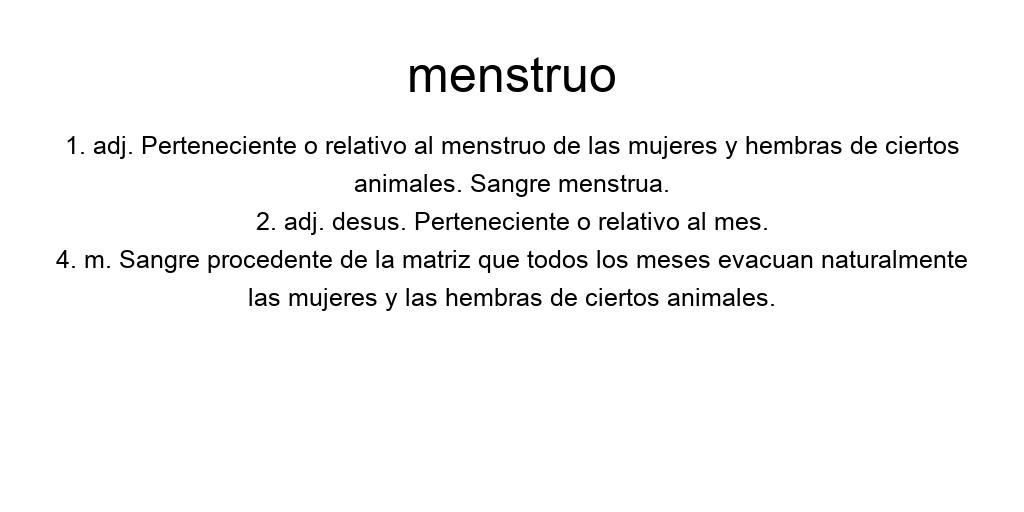 menstruo
1. adj. Perteneciente o relativo al menstruo de las mujeres y hembras de ciertos
animales. Sangre menstrua.
2. adj. desus. Perteneciente o relativo al mes.
4. m. Sangre procedente de la matriz que todos los meses evacuan naturalmente
las mujeres y las hembras de ciertos animales.